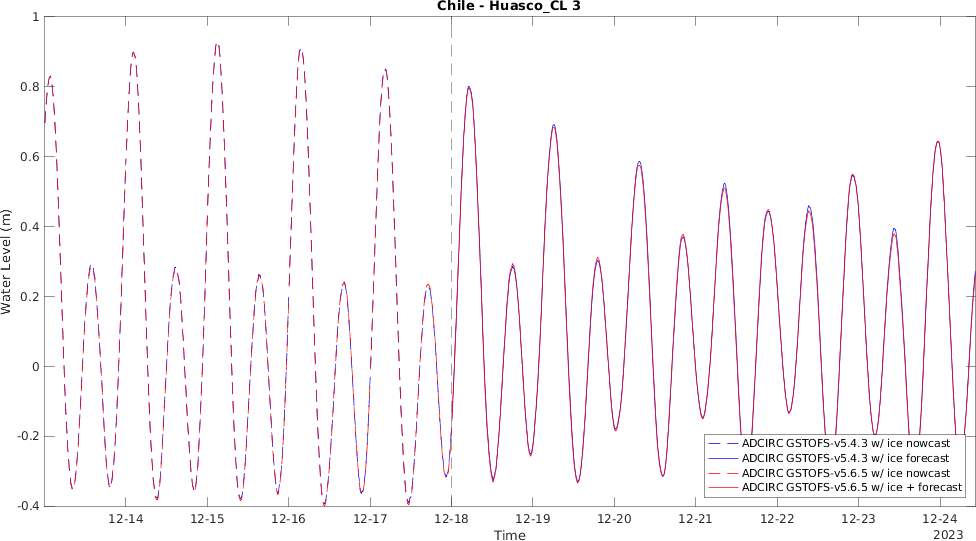 Chile - Huasco_CL 3
1
0.8
0.6
0.4
0.2
0
-0.2
-0.4
Water Level (m)
ADCIRC GSTOFS-v5.4.3 w/ ice nowcast
ADCIRC GSTOFS-v5.4.3 w/ ice forecast
ADCIRC GSTOFS-v5.6.5 w/ ice nowcast
ADCIRC GSTOFS-v5.6.5 w/ ice + forecast
12-14 12-15 12-16 12-17 12-18 12-19 12-20 12-21 12-22 12-23 12-24
Time
2023